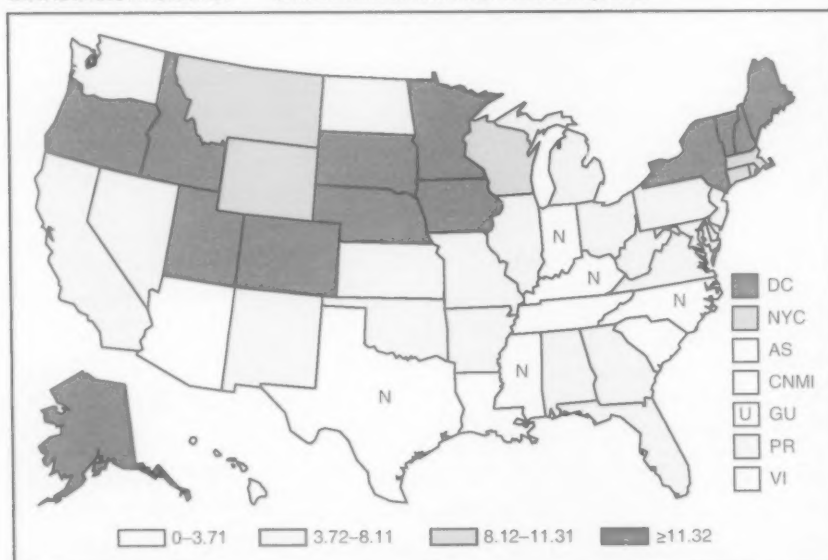 N
N
N
N
N
DC
NYC
AS
CNMI
U GU
PR
VI
0–3.71 3.72–8.11 8.12–11.31 ≥11.32